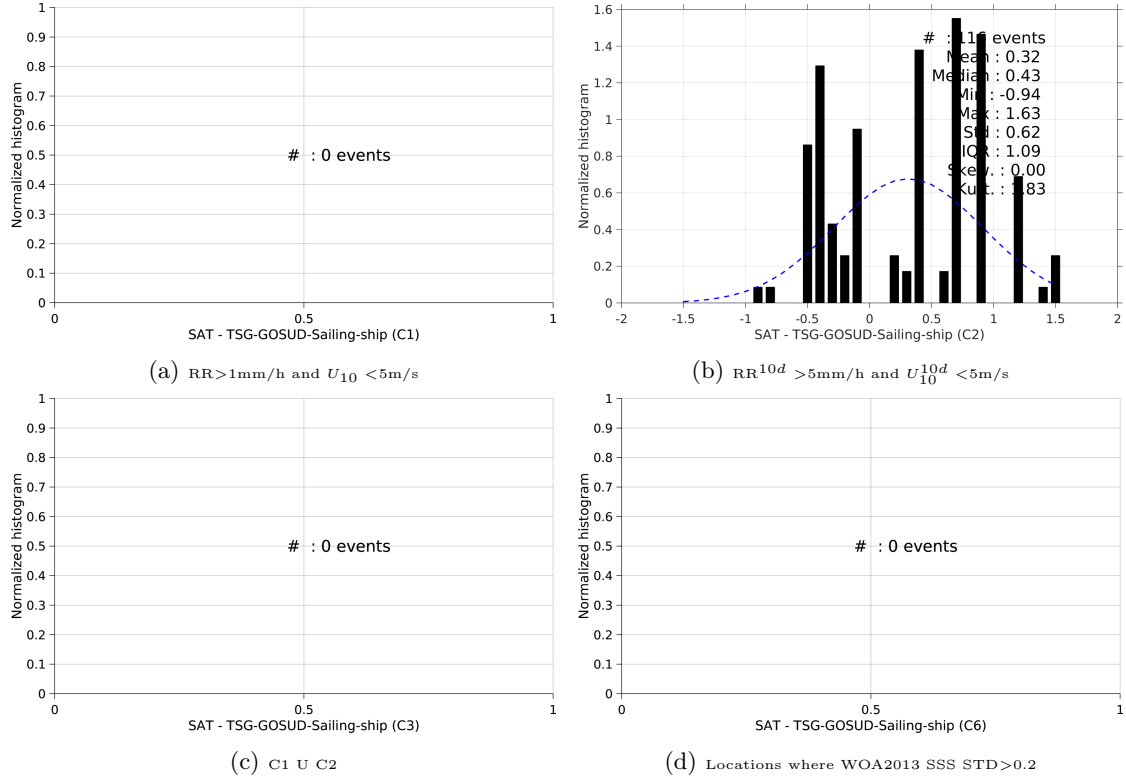 1
0.9
0.8
0.7
0.6
0.5
0.4
0.3
0.2
0.1
0
Normalized histogram
# : 0 events
0 0.5 1
SAT - TSG-GOSUD-Sailing-ship (C1)
(a) RR>1mm/h and U10 <5m/s
1.6
1.4
1.2
1
0.8
0.6
0.4
0.2
0
Normalized histogram
# : 116 events
Mean : 0.32
Median : 0.43
Min : -0.94
Max : 1.63
Std : 0.62
IQR : 1.09
Skew. : 0.00
Kurt. : 1.83
-2 -1.5 -1 -0.5 0 0.5 1 1.5 2
SAT - TSG-GOSUD-Sailing-ship (C2)
(b) RR10d >5mm/h and U10d10 <5m/s
1
0.9
0.8
0.7
0.6
0.5
0.4
0.3
0.2
0.1
0
Normalized histogram
# : 0 events
0 0.5 1
SAT - TSG-GOSUD-Sailing-ship (C3)
(c) C1 U C2
1
0.9
0.8
0.7
0.6
0.5
0.4
0.3
0.2
0.1
0
Normalized histogram
# : 0 events
0 0.5 1
SAT - TSG-GOSUD-Sailing-ship (C6)
(d) Locations where WOA2013 SSS STD>0.2